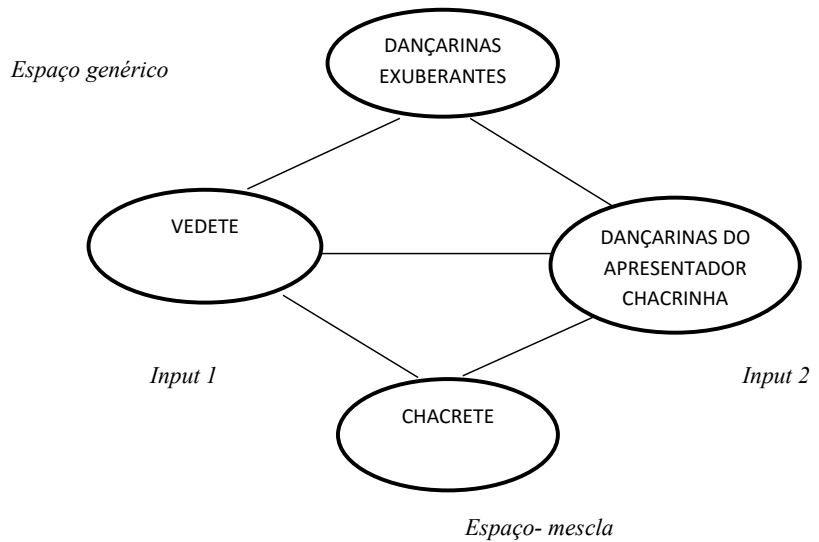 DANÇARINAS
EXUBERANTES
Espaço genérico
VEDETE
DANÇARINAS DO
APRESENTADOR
CHACRINHA
Input 1
Input 2
CHACRETE
Espaço- mescla